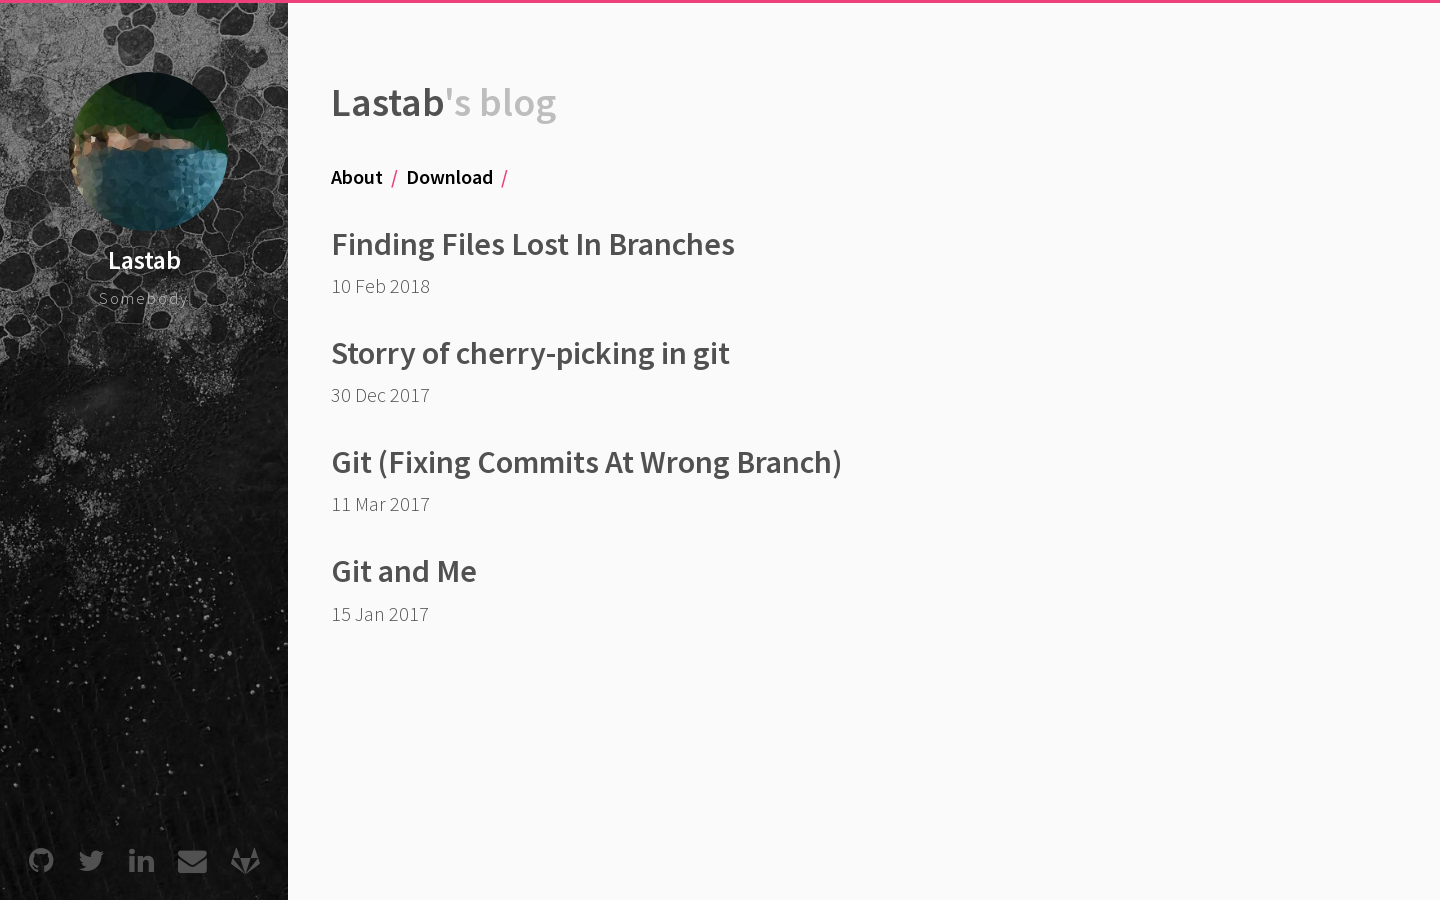 Lastab
Somebody
Lastab's blog
About / Download /
Finding Files Lost In Branches
10 Feb 2018
Storry of cherry-picking in git
30 Dec 2017
Git (Fixing Commits At Wrong Branch)
11 Mar 2017
Git and Me
15 Jan 2017